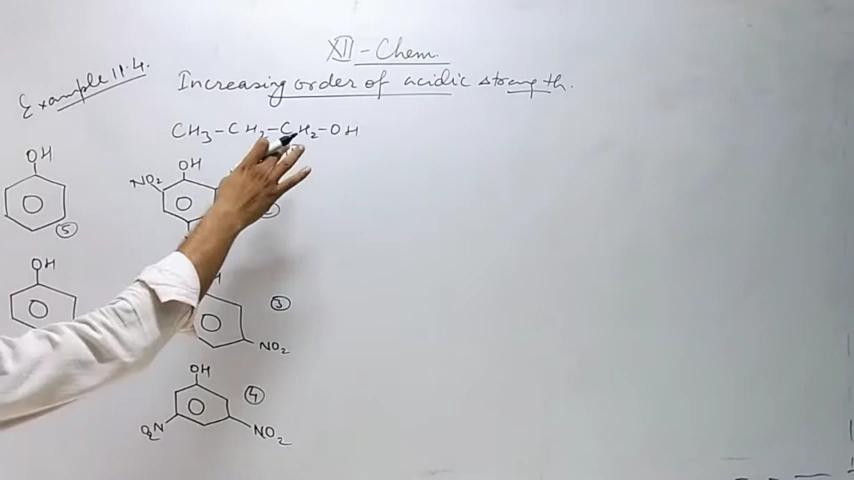 XII - Chem.
Example 11.4.
Increasing order of acidic strength.
CH3-CH2-CH2-OH
OH
5
OH
NO2
OH
3
NO2
OH
4
O2N
NO2